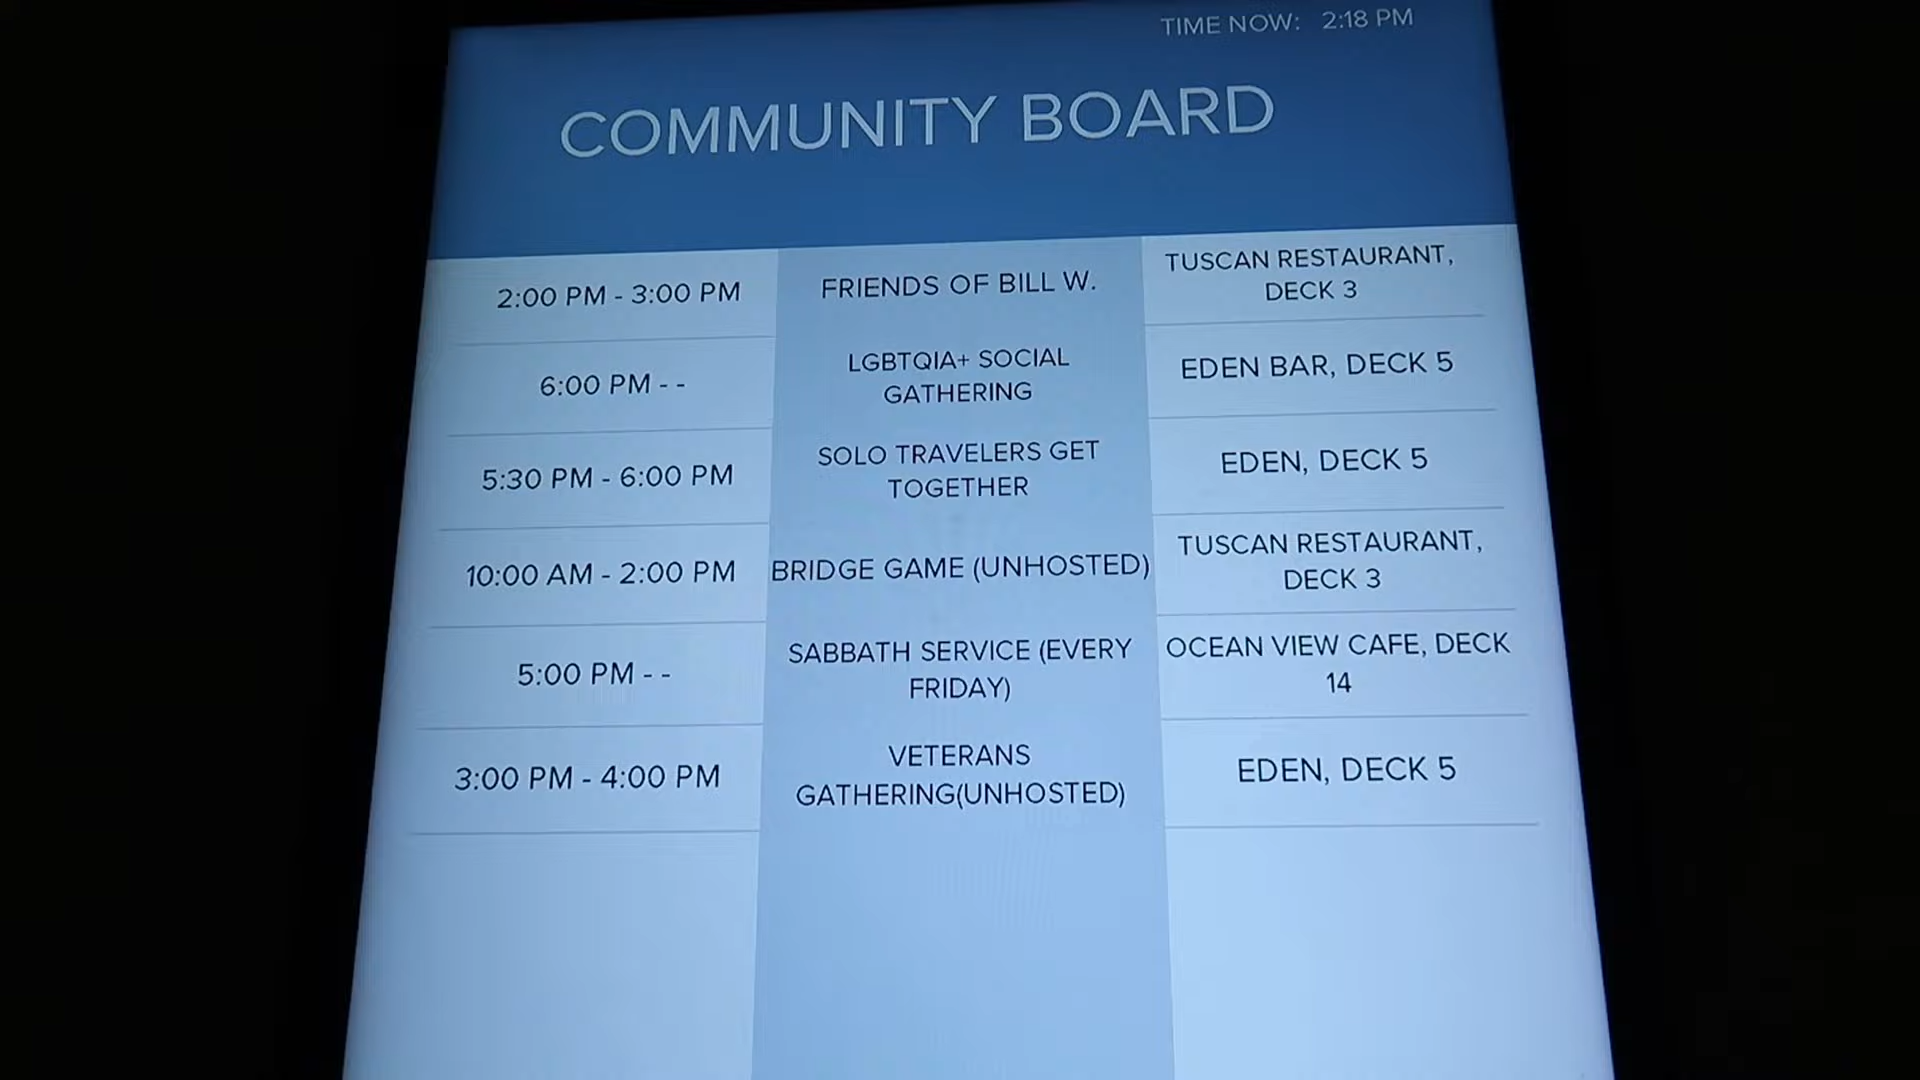 TIME NOW: 2:18 PM
COMMUNITY BOARD
2:00 PM - 3:00 PM
FRIENDS OF BILL W.
TUSCAN RESTAURANT,
DECK 3
6:00 PM - -
LGBTQIA+ SOCIAL
GATHERING
EDEN BAR, DECK 5
5:30 PM - 6:00 PM
SOLO TRAVELERS GET
TOGETHER
EDEN, DECK 5
10:00 AM - 2:00 PM
BRIDGE GAME (UNHOSTED)
TUSCAN RESTAURANT,
DECK 3
5:00 PM - -
SABBATH SERVICE (EVERY
FRIDAY)
OCEAN VIEW CAFE, DECK
14
3:00 PM - 4:00 PM
VETERANS
GATHERING(UNHOSTED)
EDEN, DECK 5